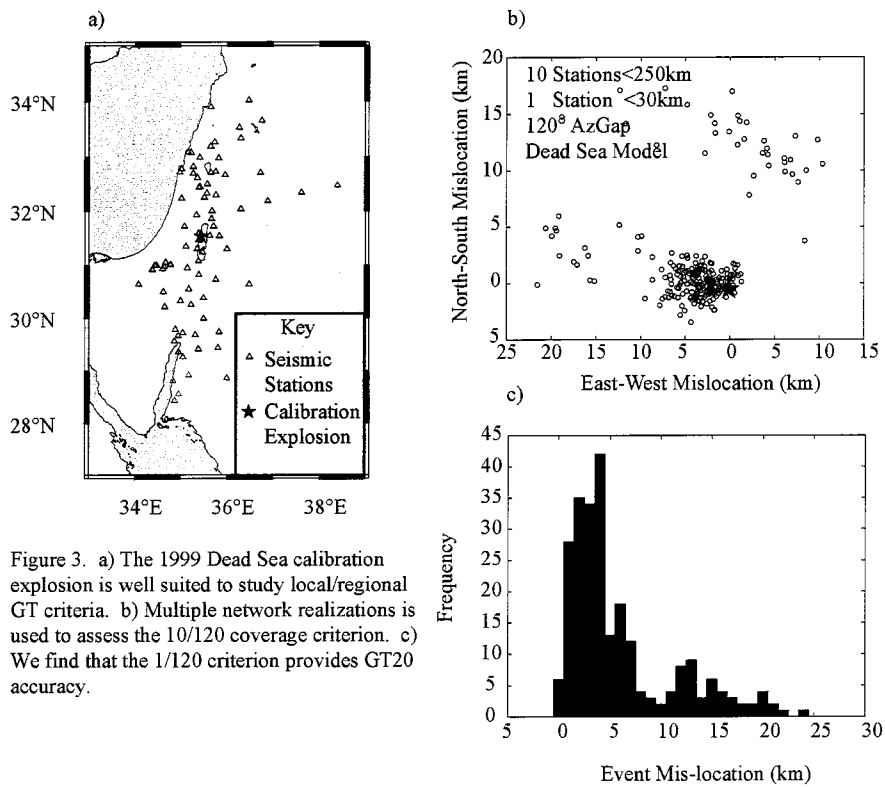 a)
34°N
32°N
30°N
28°N
34°E 36°E 38°E
Key
Seismic
Stations
Calibration
Explosion
Figure 3. a) The 1999 Dead Sea calibration
explosion is well suited to study local/regional
GT criteria. b) Multiple network realizations is
used to assess the 10/120 coverage criterion. c)
We find that the 1/120 criterion provides GT20
accuracy.
b)
North-South Mislocation (km)
20
15
10
5
0
5
10 Stations<250km
1 Station <30km
120° AzGap
Dead Sea Model
25 20 15 10 5 0 5 10 15
East-West Mislocation (km)
c)
Frequency
45
40
35
30
25
20
15
10
5
0
5 0 5 10 15 20 25 30
Event Mis-location (km)